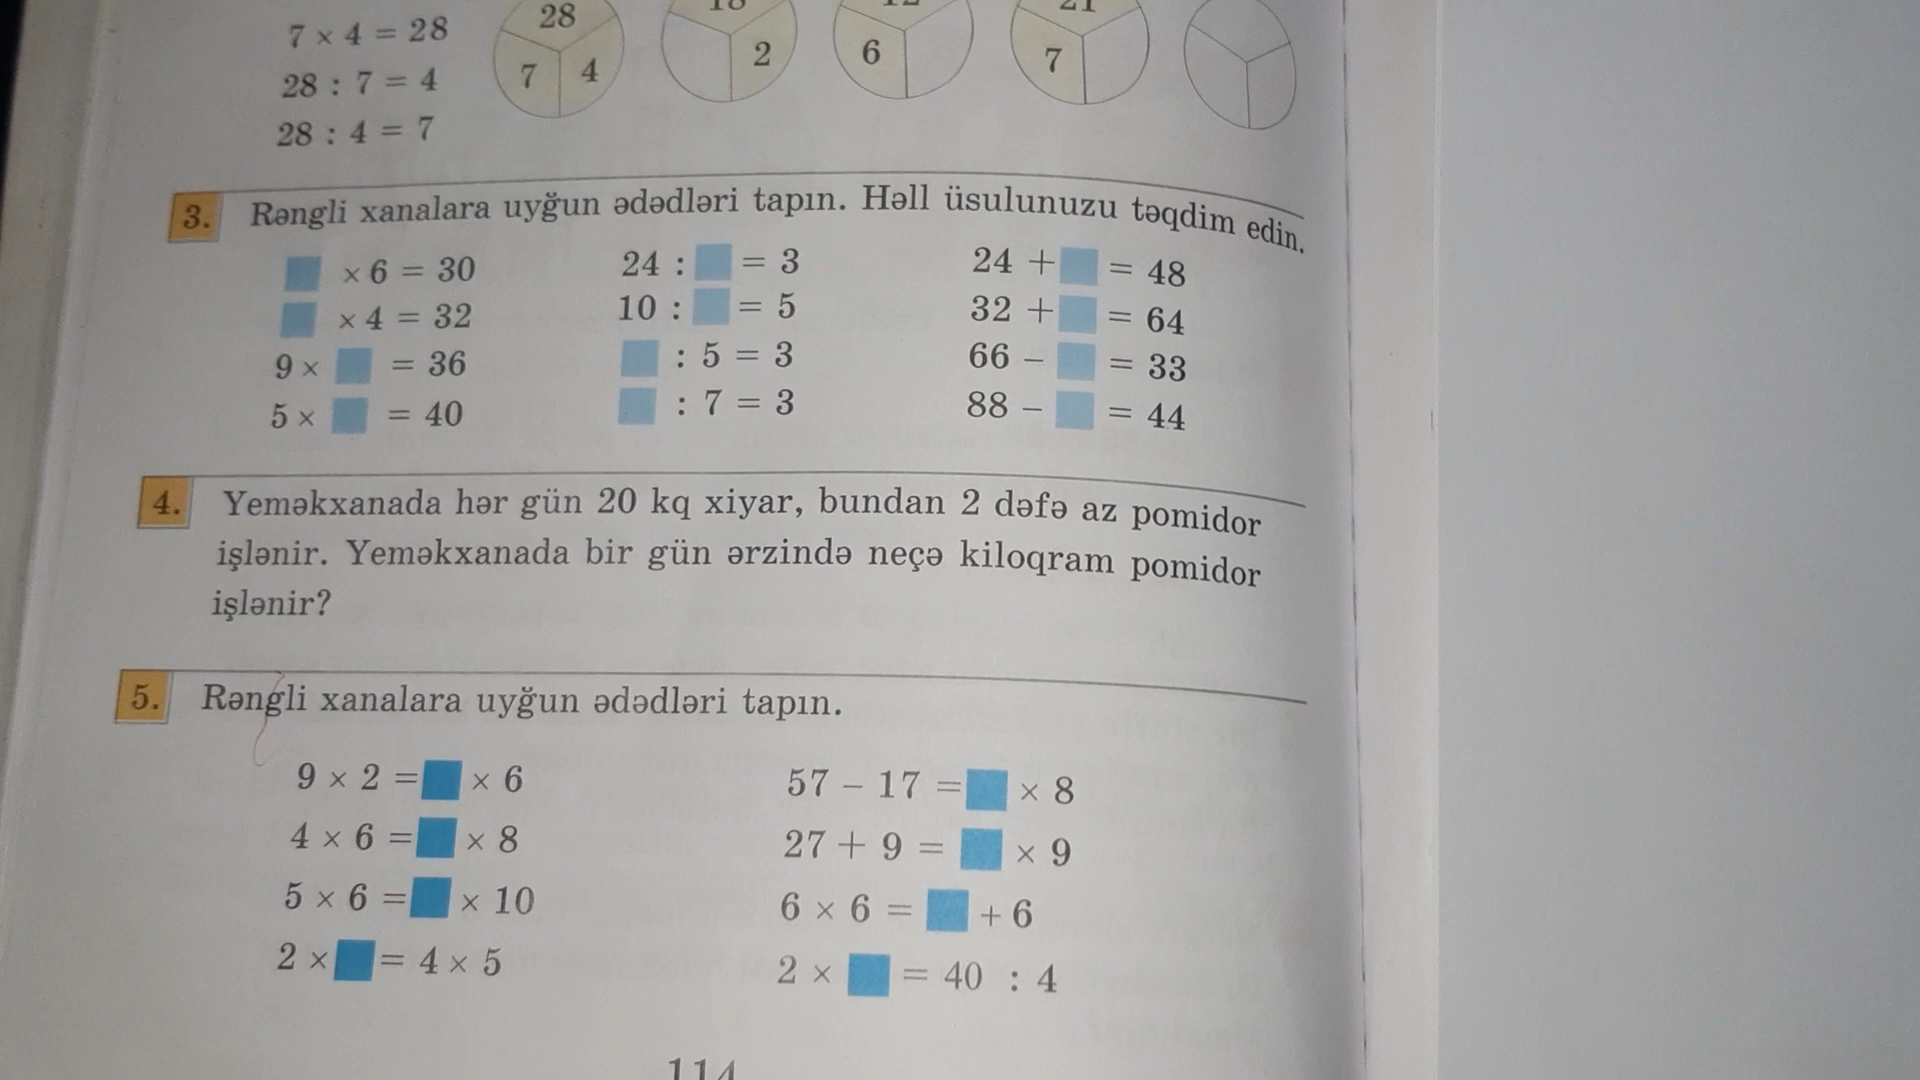 7 × 4 = 28
28 : 7 = 4
28 : 4 = 7
28
7 4
2
6
21
7
3. Rəngli xanalara uyğun ədədləri tapın. Həll üsulunuzu təqdim edin.
× 6 = 30
24 : = 3
24 + = 48
× 4 = 32
10 : = 5
32 + = 64
9 × = 36
: 5 = 3
66 – = 33
5 × = 40
: 7 = 3
88 – = 44
4. Yeməkxanada hər gün 20 kq xiyar, bundan 2 dəfə az pomidor
işlənir. Yeməkxanada bir gün ərzində neçə kiloqram pomidor
işlənir?
5. Rəngli xanalara uyğun ədədləri tapın.
9 × 2 = × 6
57 – 17 = × 8
4 × 6 = × 8
27 + 9 = × 9
5 × 6 = × 10
6 × 6 = + 6
2 × = 4 × 5
2 × = 40 : 4
114